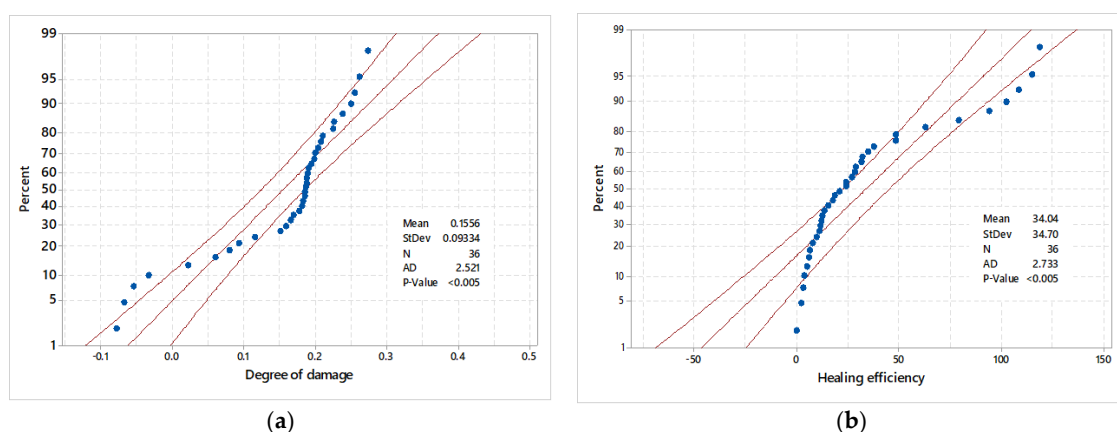 99
95
90
80
70
60
50
40
30
20
10
5
1
Percent
-0.1 0.0 0.1 0.2 0.3 0.4 0.5
Degree of damage
Mean 0.1556
StDev 0.09334
N 36
AD 2.521
P-Value <0.005
(a)
99
95
90
80
70
60
50
40
30
20
10
5
1
Percent
-50 0 50 100 150
Healing efficiency
Mean 34.04
StDev 34.70
N 36
AD 2.733
P-Value <0.005
(b)